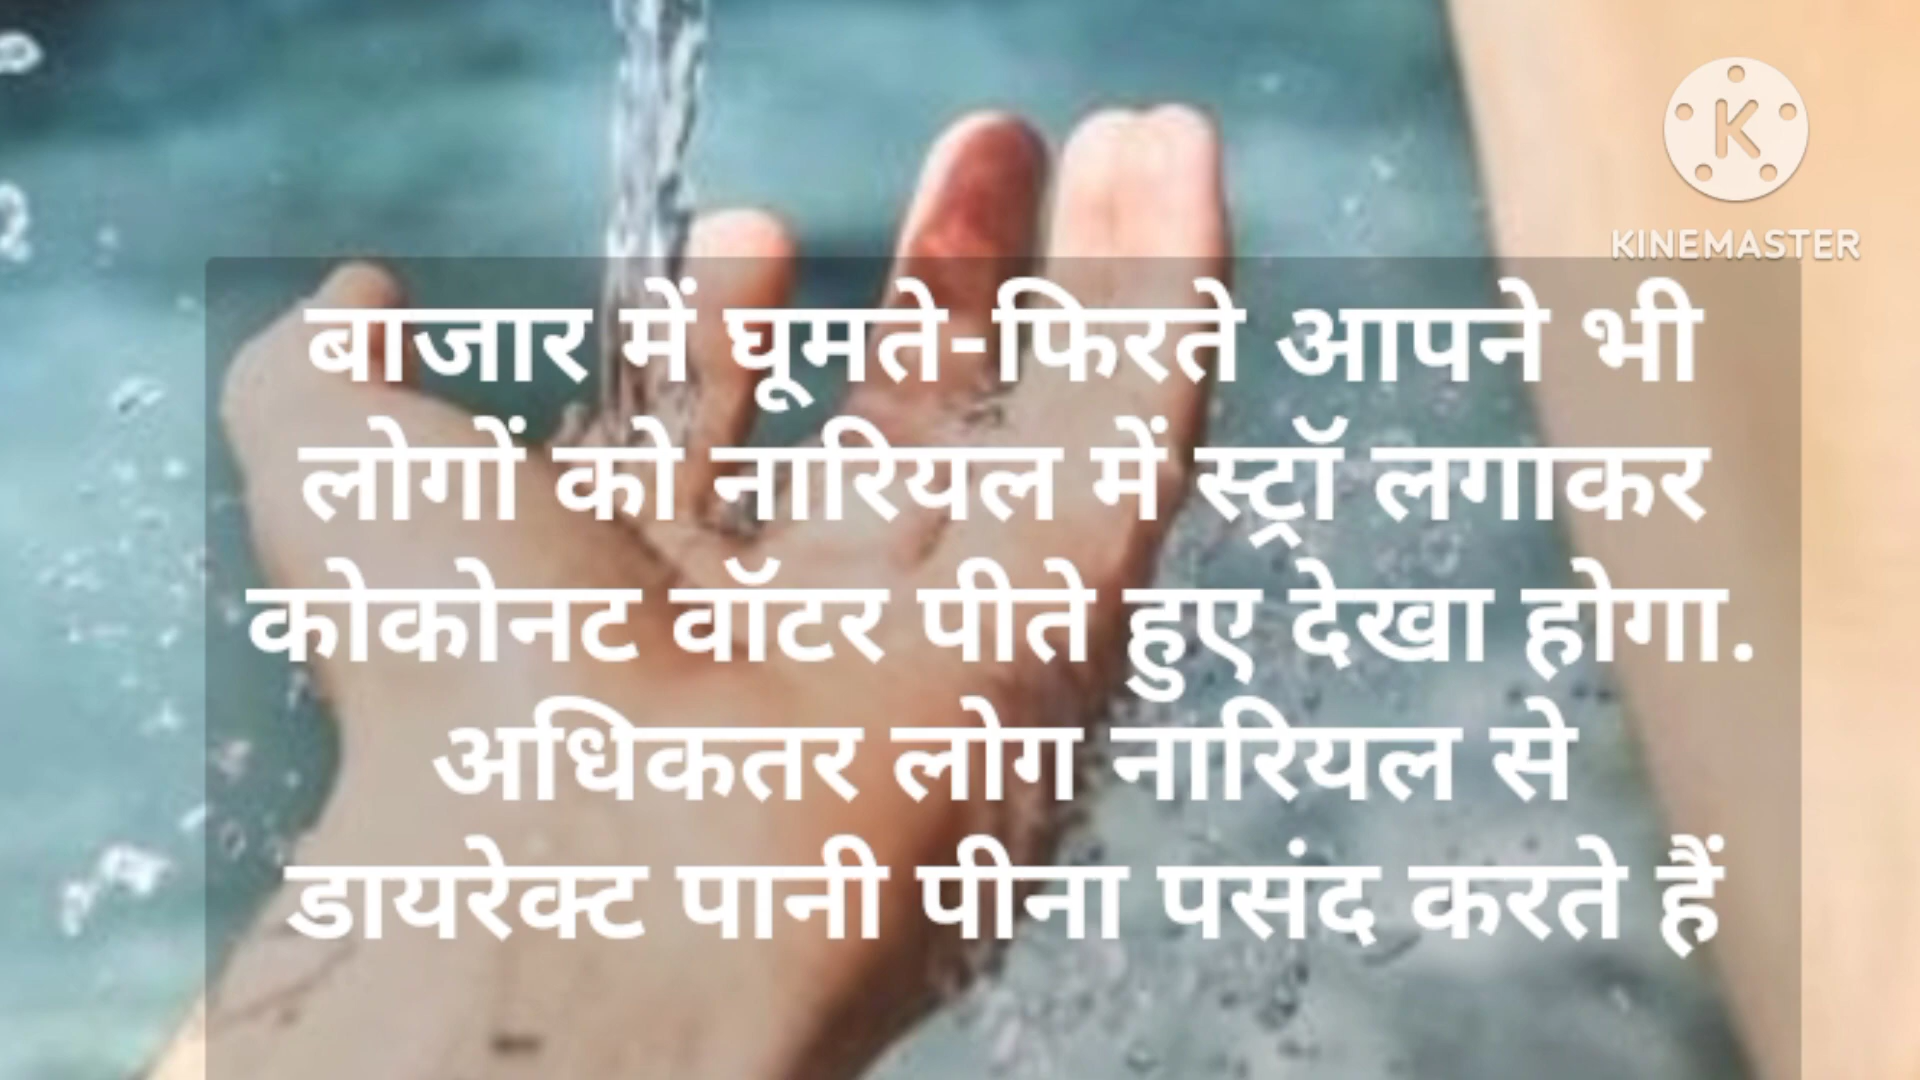 KINEMASTER
बाजार में घूमते-फिरते आपने भी
लोगों को नारियल में स्ट्रॉ लगाकर
कोकोनट वॉटर पीते हुए देखा होगा.
अधिकतर लोग नारियल से
डायरेक्ट पानी पीना पसंद करते हैं